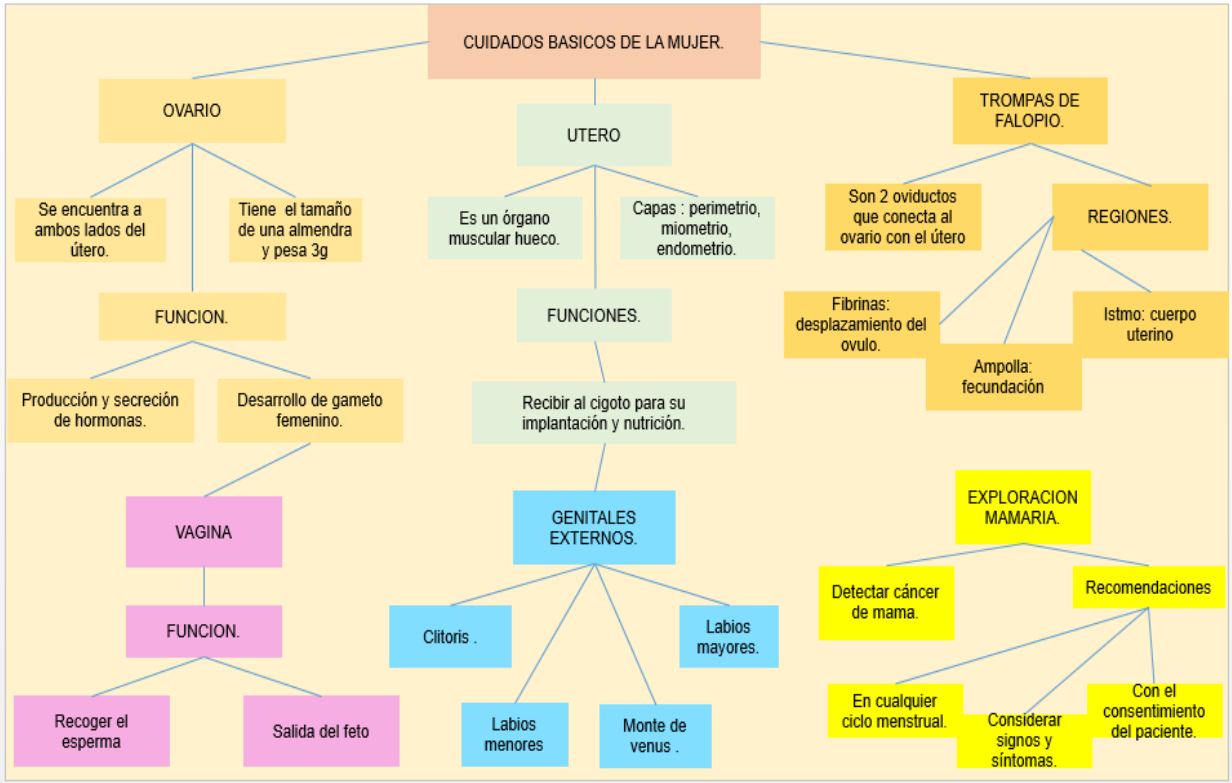 CUIDADOS BASICOS DE LA MUJER.
OVARIO
Se encuentra a
ambos lados del
útero.
Tiene el tamaño
de una almendra
y pesa 3g
FUNCION.
Producción y secreción
de hormonas.
Desarrollo de gameto
femenino.
VAGINA
FUNCION.
Recoger el
esperma
Salida del feto
UTERO
Es un órgano
muscular hueco.
Capas : perimetrio,
miometrio,
endometrio.
FUNCIONES.
Recibir al cigoto para su
implantación y nutrición.
GENITALES
EXTERNOS.
Clitoris .
Labios
menores
Monte de
venus .
Labios
mayores.
TROMPAS DE
FALOPIO.
Son 2 oviductos
que conecta al
ovario con el útero
REGIONES.
Fibrinas:
desplazamiento del
ovulo.
Ampolla:
fecundación
Istmo: cuerpo
uterino
EXPLORACION
MAMARIA.
Detectar cáncer
de mama.
Recomendaciones
En cualquier
ciclo menstrual.
Considerar
signos y
síntomas.
Con el
consentimiento
del paciente.